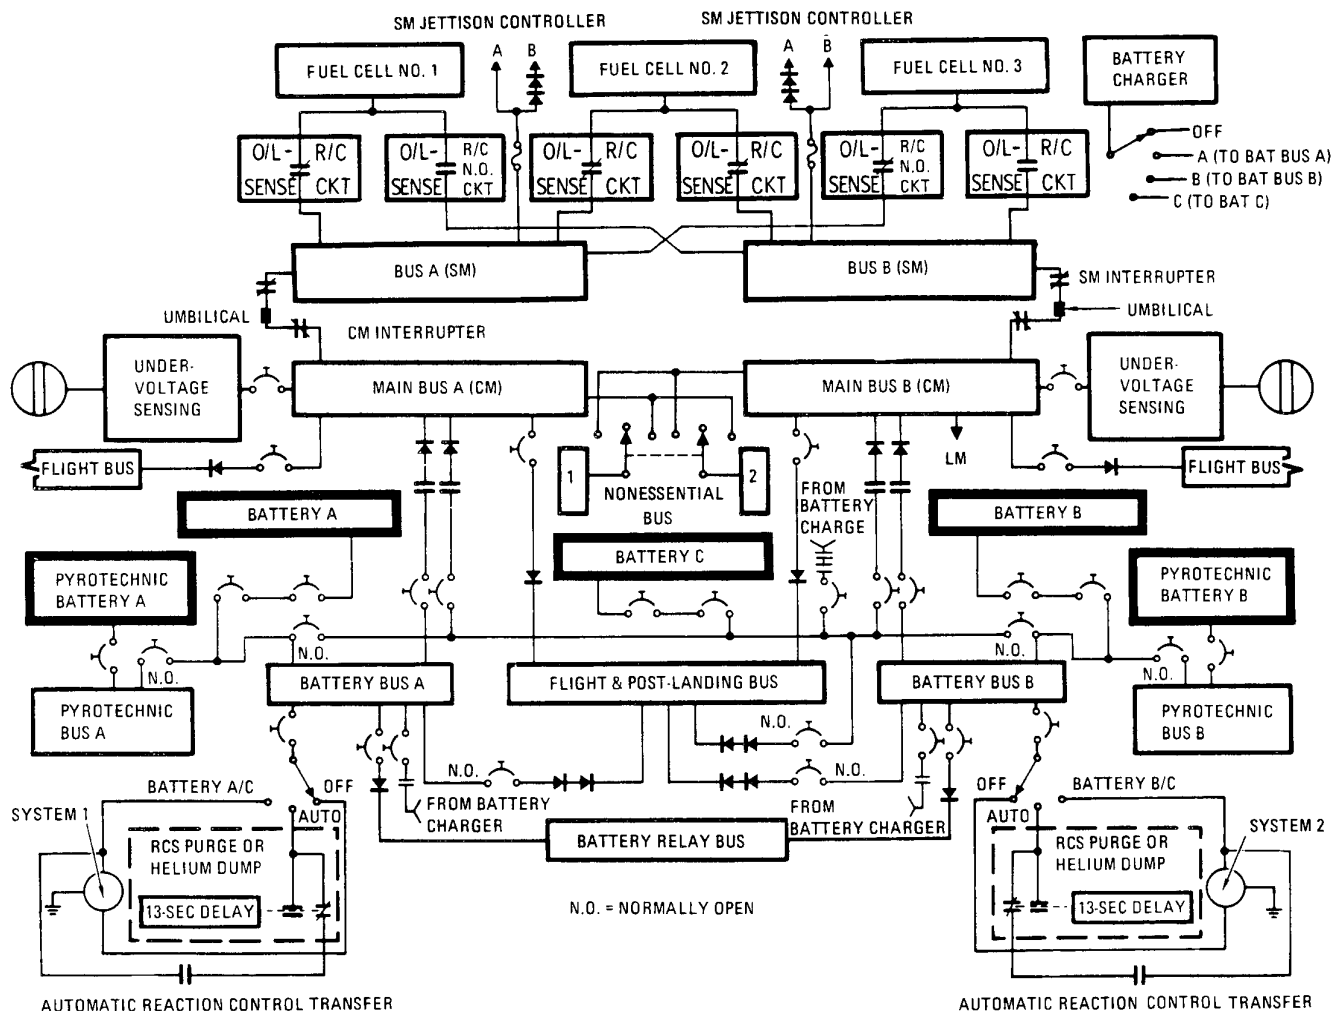 SM JETTISON CONTROLLER
SM JETTISON CONTROLLER
A B
A B
FUEL CELL NO. 1
FUEL CELL NO. 2
FUEL CELL NO. 3
BATTERY
CHARGER
OFF
A (TO BAT BUS A)
B (TO BAT BUS B)
C (TO BAT C)
O/L- R/C
SENSE CKT
O/L- R/C
N.O.
SENSE CKT
O/L- R/C
SENSE CKT
O/L- R/C
SENSE CKT
O/L- R/C
N.O.
SENSE CKT
O/L- R/C
SENSE CKT
BUS A (SM)
BUS B (SM)
SM INTERRUPTER
UMBILICAL
UMBILICAL
CM INTERRUPTER
UNDER-
VOLTAGE
SENSING
MAIN BUS A (CM)
MAIN BUS B (CM)
UNDER-
VOLTAGE
SENSING
FLIGHT BUS
1
2
NONESSENTIAL
BUS
LM
FLIGHT BUS
FROM
BATTERY
CHARGE
BATTERY A
BATTERY B
BATTERY C
PYROTECHNIC
BATTERY A
PYROTECHNIC
BATTERY B
N.O.
N.O.
N.O.
N.O.
BATTERY BUS A
FLIGHT & POST-LANDING BUS
BATTERY BUS B
PYROTECHNIC
BUS A
PYROTECHNIC
BUS B
N.O.
N.O.
N.O.
BATTERY A/C
OFF
AUTO
FROM BATTERY
CHARGER
FROM
BATTERY CHARGER
OFF
BATTERY B/C
AUTO
SYSTEM 1
SYSTEM 2
BATTERY RELAY BUS
RCS PURGE OR
HELIUM DUMP
13-SEC DELAY
RCS PURGE OR
HELIUM DUMP
13-SEC DELAY
N.O. = NORMALLY OPEN
AUTOMATIC REACTION CONTROL TRANSFER
AUTOMATIC REACTION CONTROL TRANSFER